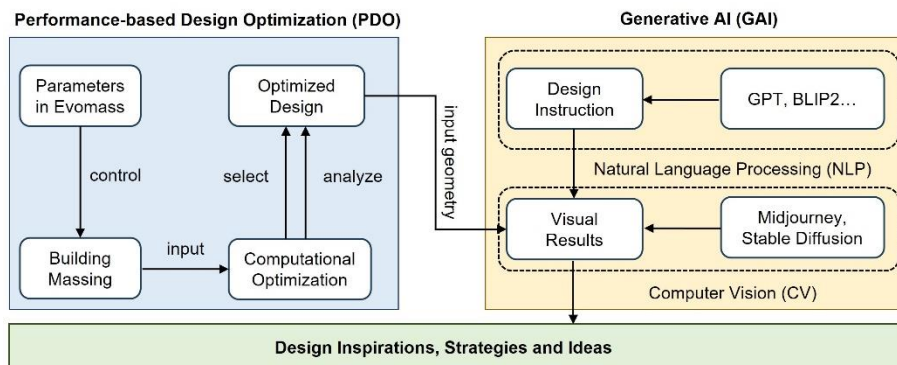 Performance-based Design Optimization (PDO)
Parameters
in Evomass
Optimized
Design
control
select
analyze
Building
Massing
input
Computational
Optimization
input geometry
Generative AI (GAI)
Design
Instruction
GPT, BLIP2...
Natural Language Processing (NLP)
Visual
Results
Midjourney,
Stable Diffusion
Computer Vision (CV)
Design Inspirations, Strategies and Ideas